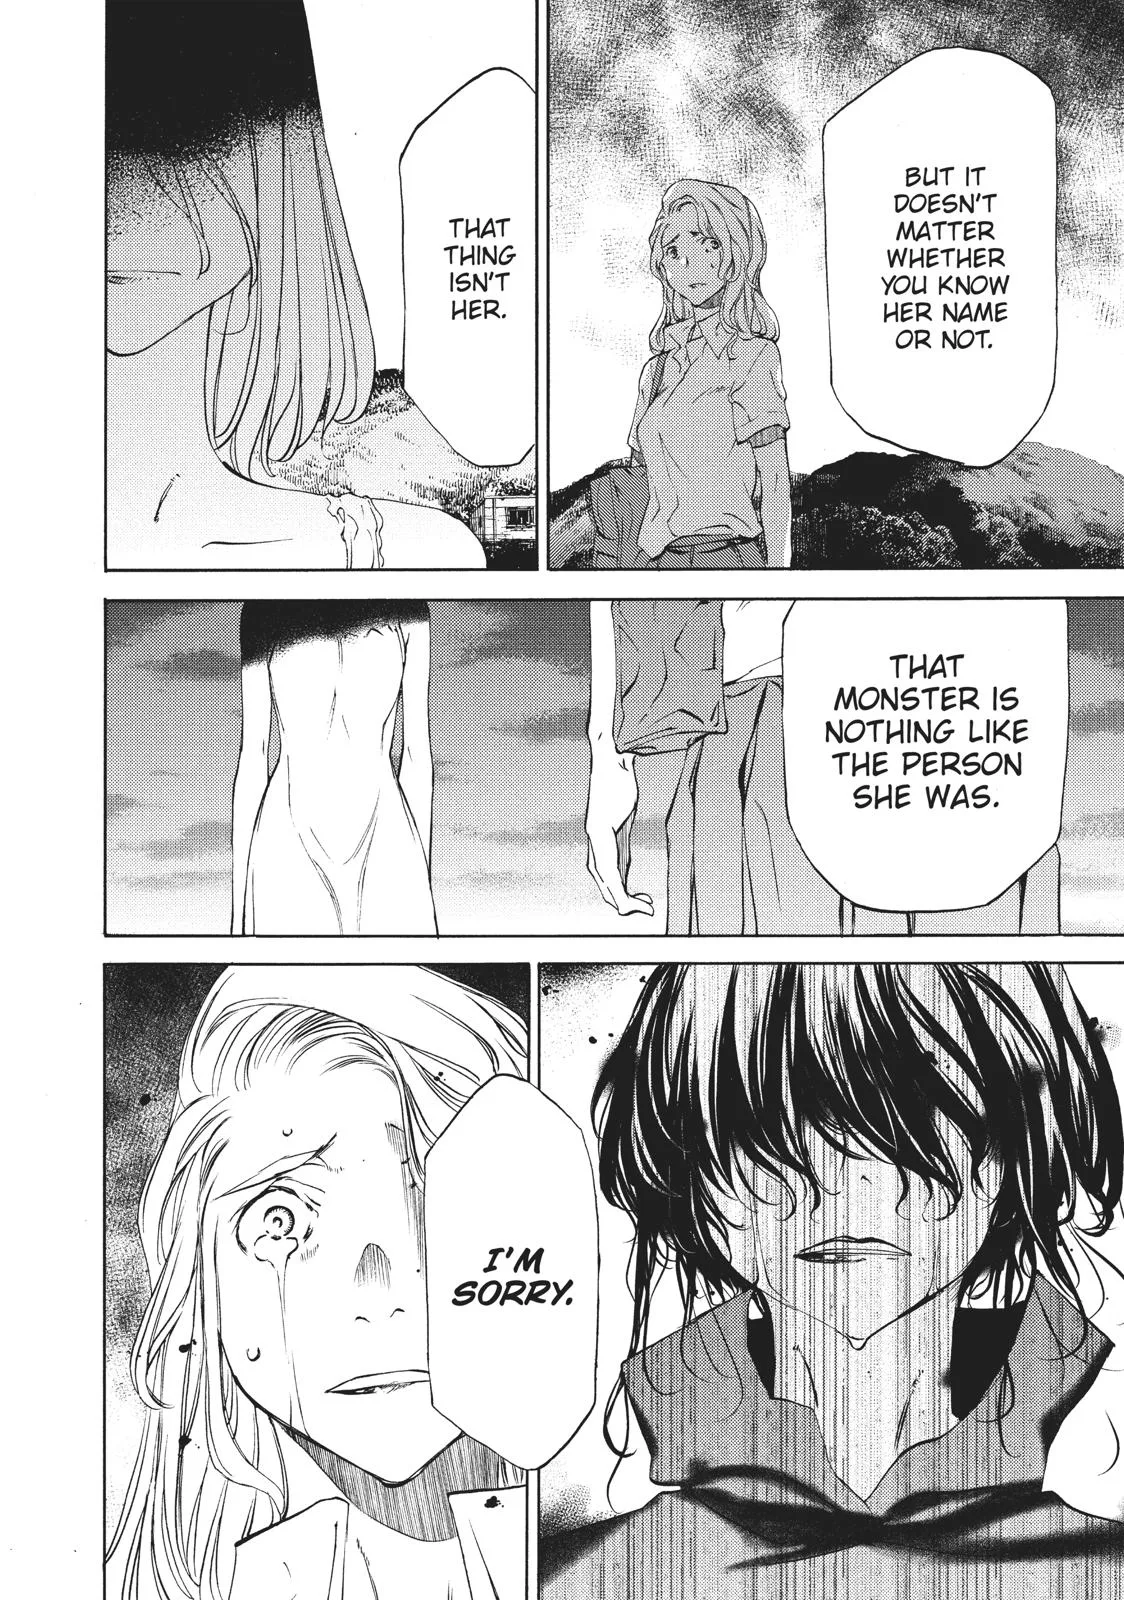 BUT IT
DOESN'T
MATTER
WHETHER
YOU KNOW
HER NAME
OR NOT.
THAT
THING
ISN'T
HER.
THAT
MONSTER IS
NOTHING LIKE
THE PERSON
SHE WAS.
I'M
SORRY.